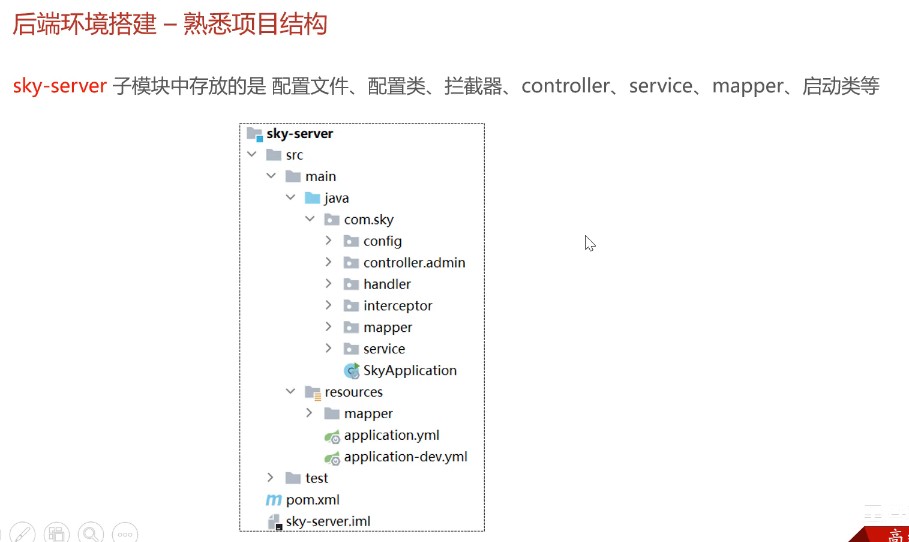 后端环境搭建 – 熟悉项目结构
sky-server 子模块中存放的是 配置文件、配置类、拦截器、controller、service、mapper、启动类等
sky-server
src
main
java
com.sky
config
controller.admin
handler
interceptor
mapper
service
SkyApplication
resources
mapper
application.yml
application-dev.yml
test
pom.xml
sky-server.iml
高